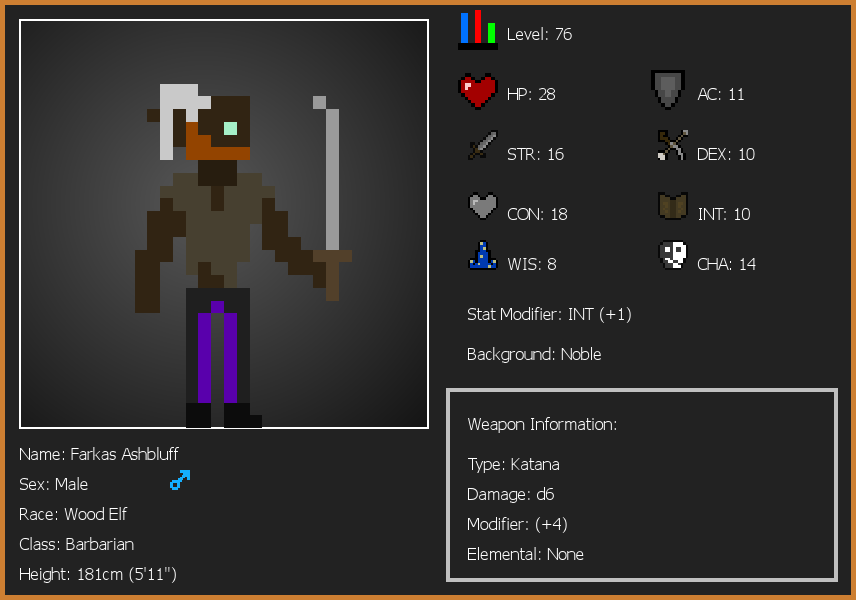 Level: 76
HP: 28
AC: 11
STR: 16
DEX: 10
CON: 18
INT: 10
WIS: 8
CHA: 14
Stat Modifier: INT (+1)
Background: Noble
Weapon Information:
Type: Katana
Damage: d6
Modifier: (+4)
Elemental: None
Name: Farkas Ashbluff
Sex: Male
Race: Wood Elf
Class: Barbarian
Height: 181cm (5'11")